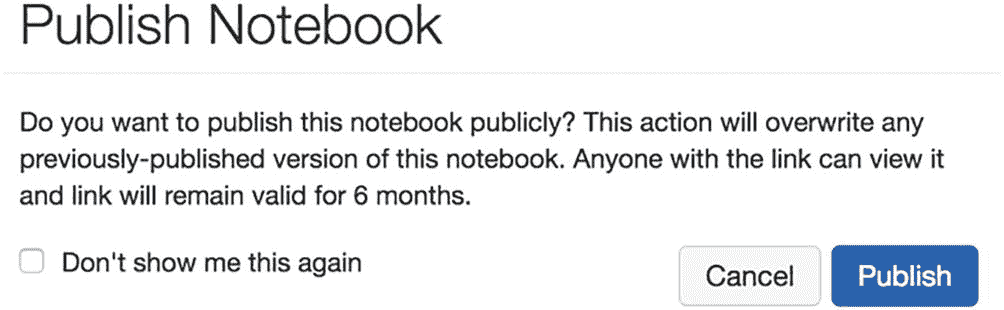 Publish Notebook
Do you want to publish this notebook publicly? This action will overwrite any
previously-published version of this notebook. Anyone with the link can view it
and link will remain valid for 6 months.
Don't show me this again
Cancel
Publish